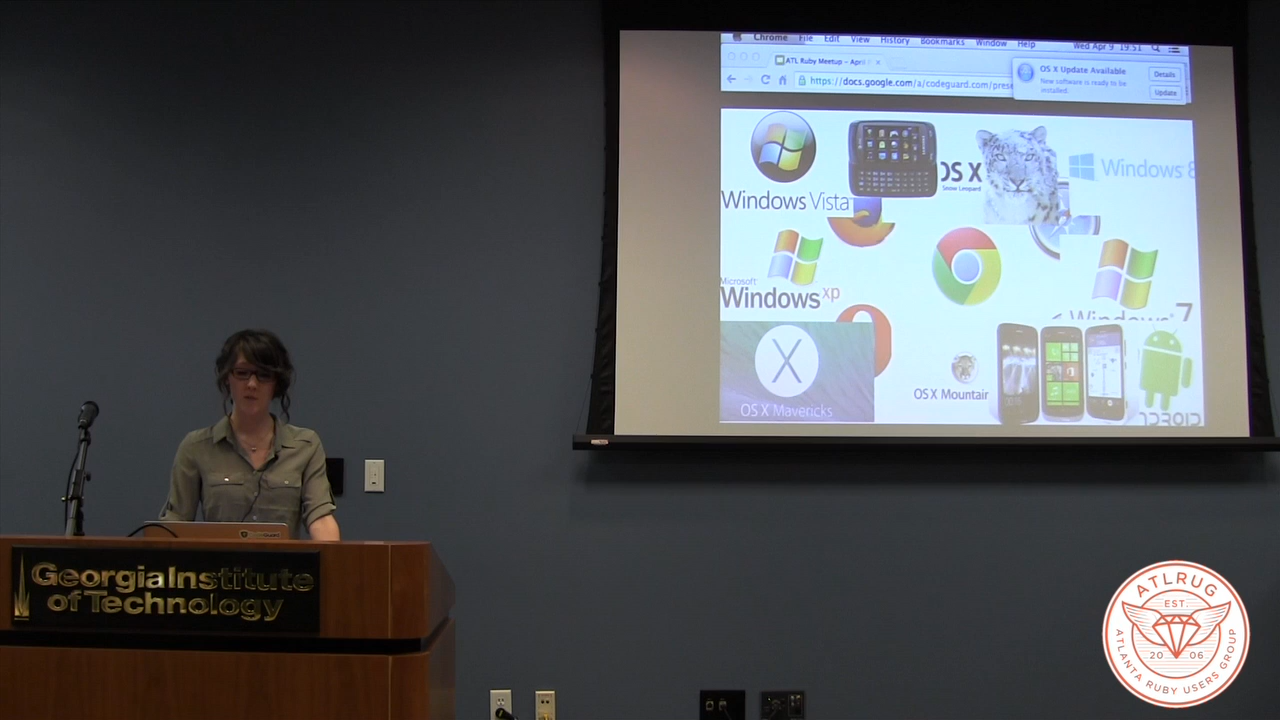 Chrome File Edit View History Bookmarks Window Help Wed Apr 9 19:51
ATL Ruby Meetup – April
https://docs.google.com/a/codeguard.com/prese
OS X Update Available
New software is ready to be
installed.
Details
Update
Windows Vista
OS X
Snow Leopard
Windows 8
Microsoft
Windows xp
Windows 7
OS X Mavericks
OS X Mountain
Georgia Institute
of Technology
ATLRUG
EST.
20 06
ATLANTA RUBY USERS GROUP